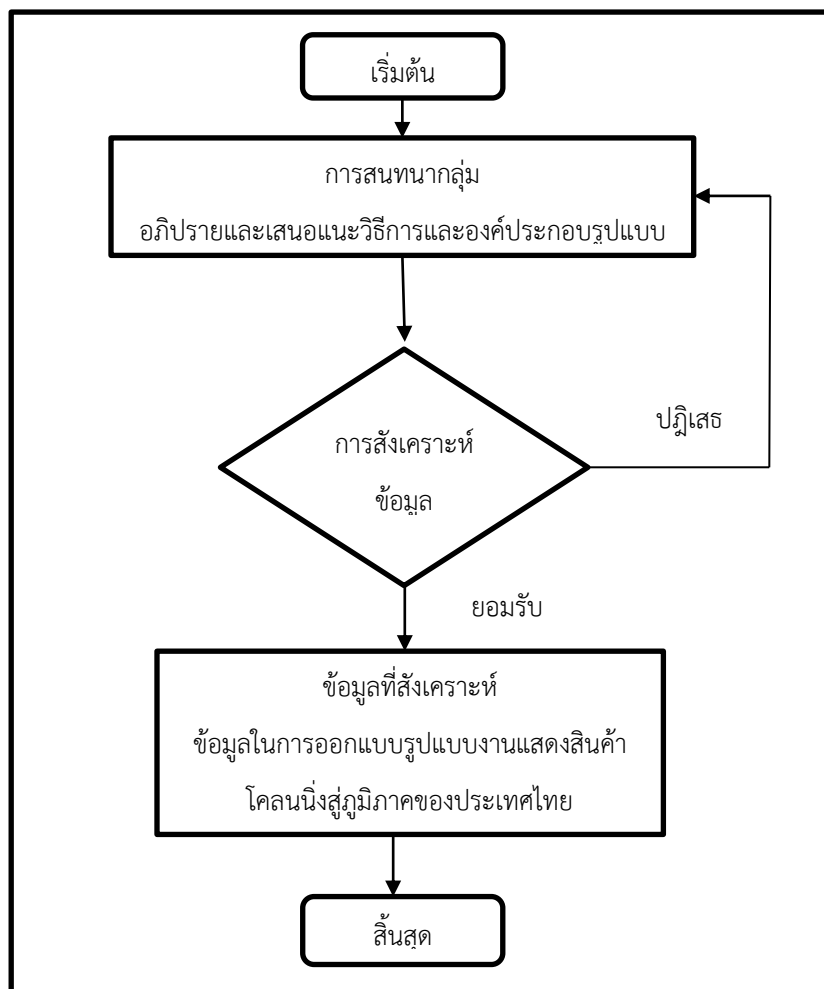 เริ่มต้น
การสนทนากลุ่ม
อภิปรายและเสนอแนะวิธีการและองค์ประกอบรูปแบบ
การสังเคราะห์
ข้อมูล
ปฎิเสธ
ยอมรับ
ข้อมูลที่สังเคราะห์
ข้อมูลในการออกแบบรูปแบบงานแสดงสินค้า
โคลนนิ่งสู่ภูมิภาคของประเทศไทย
สิ้นสุด